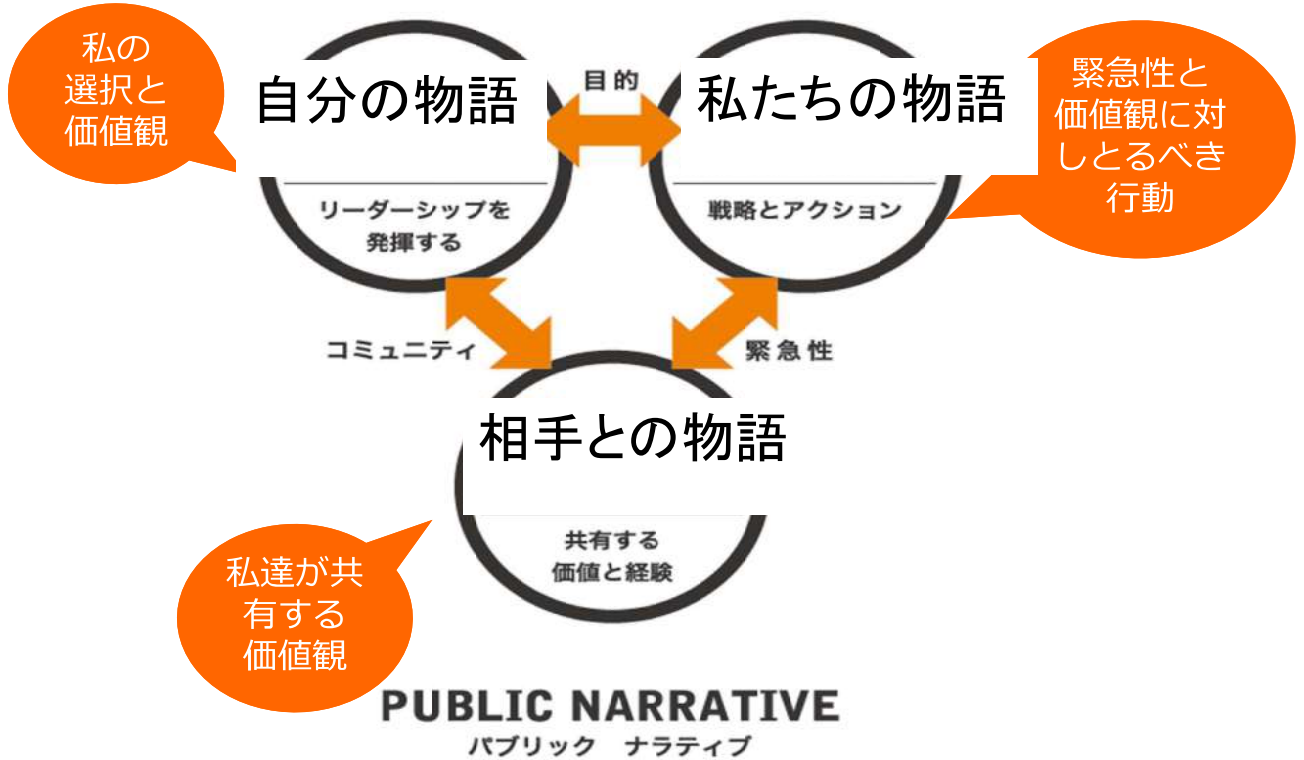 私の
選択と
価値観
自分の物語
リーダーシップを
発揮する
目的
私たちの物語
戦略とアクション
緊急性と
価値観に対
しとるべき
行動
コミュニティ
緊急性
相手との物語
共有する
価値と経験
私達が共
有する
価値観
PUBLIC NARRATIVE
パブリック　ナラティブ